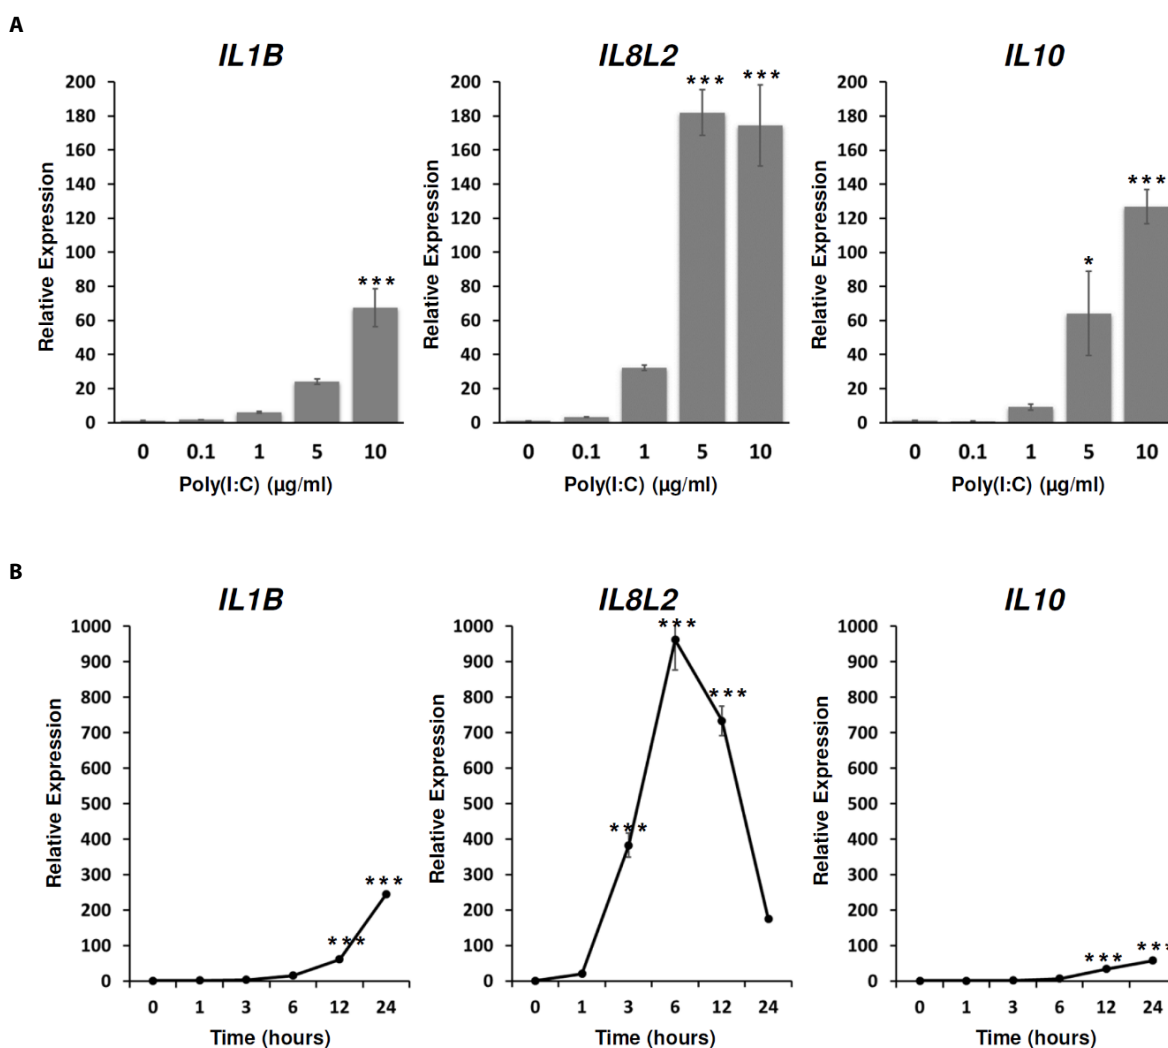 A
IL1B
IL8L2
IL10
Relative Expression
200
180
160
140
120
100
80
60
40
20
0
***
0 0.1 1 5 10
Poly(I:C) (µg/ml)
Relative Expression
200
180
160
140
120
100
80
60
40
20
0
*** ***
0 0.1 1 5 10
Poly(I:C) (µg/ml)
Relative Expression
200
180
160
140
120
100
80
60
40
20
0
* ***
0 0.1 1 5 10
Poly(I:C) (µg/ml)
B
IL1B
IL8L2
IL10
Relative Expression
1000
900
800
700
600
500
400
300
200
100
0
***
***
0 1 3 6 12 24
Time (hours)
Relative Expression
1000
900
800
700
600
500
400
300
200
100
0
***
***
***
0 1 3 6 12 24
Time (hours)
Relative Expression
1000
900
800
700
600
500
400
300
200
100
0
*** ***
0 1 3 6 12 24
Time (hours)